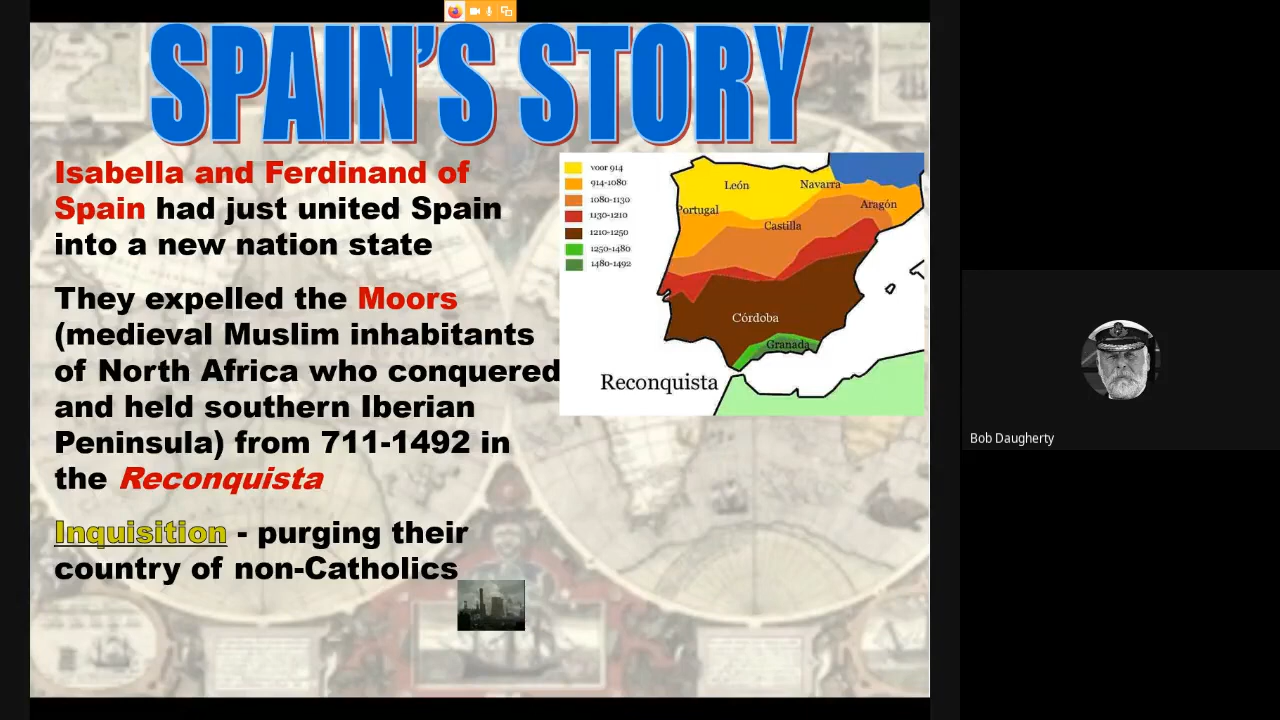 SPAIN'S STORY
Isabella and Ferdinand of
Spain had just united Spain
into a new nation state
They expelled the Moors
(medieval Muslim inhabitants
of North Africa who conquered
and held southern Iberian
Peninsula) from 711-1492 in
the Reconquista
Inquisition - purging their
country of non-Catholics
voor 914
914-1080
1080-1130
1130-1210
1210-1250
1250-1480
1480-1492
León
Navarra
Portugal
Aragón
Castilla
Córdoba
Granada
Reconquista
Bob Daugherty